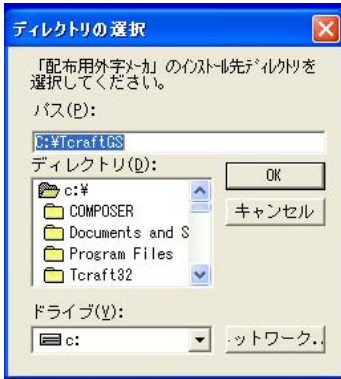 ディレクトリの選択
「配布用外字ﾒｰｶ」のｲﾝｽﾄｰﾙ先ﾃﾞｨﾚｸﾄﾘを
選択してください。
パス(P):
C:¥TcraftGS
ディレクトリ(D):
OK
c:¥
COMPOSER
キャンセル
Documents and S
Program Files
Tcraft32
ドライブ(V):
c:
ットワーク..